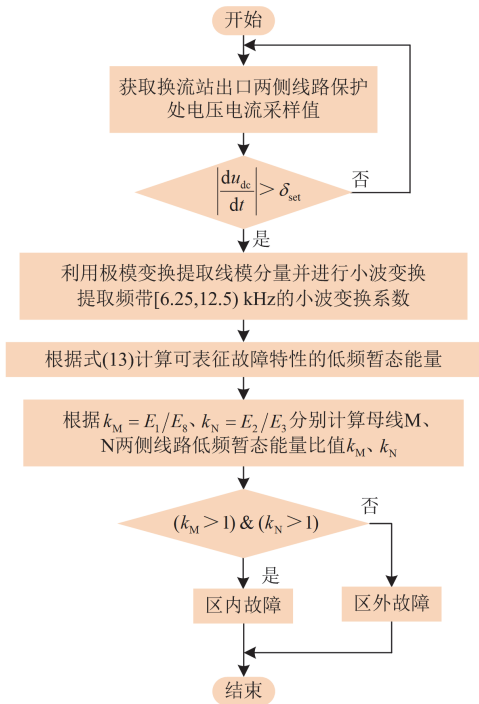 开始
获取换流站出口两侧线路保护
处电压电流采样值
|du_dc/dt| > δ_set
否
是
利用极模变换提取线模分量并进行小波变换
提取频带[6.25,12.5) kHz的小波变换系数
根据式(13)计算可表征故障特性的低频暂态能量
根据k_M = E_1/E_8、k_N = E_2/E_3分别计算母线M、
N两侧线路低频暂态能量比值k_M、k_N
(k_M > 1) & (k_N > 1)
否
是
区内故障
区外故障
结束